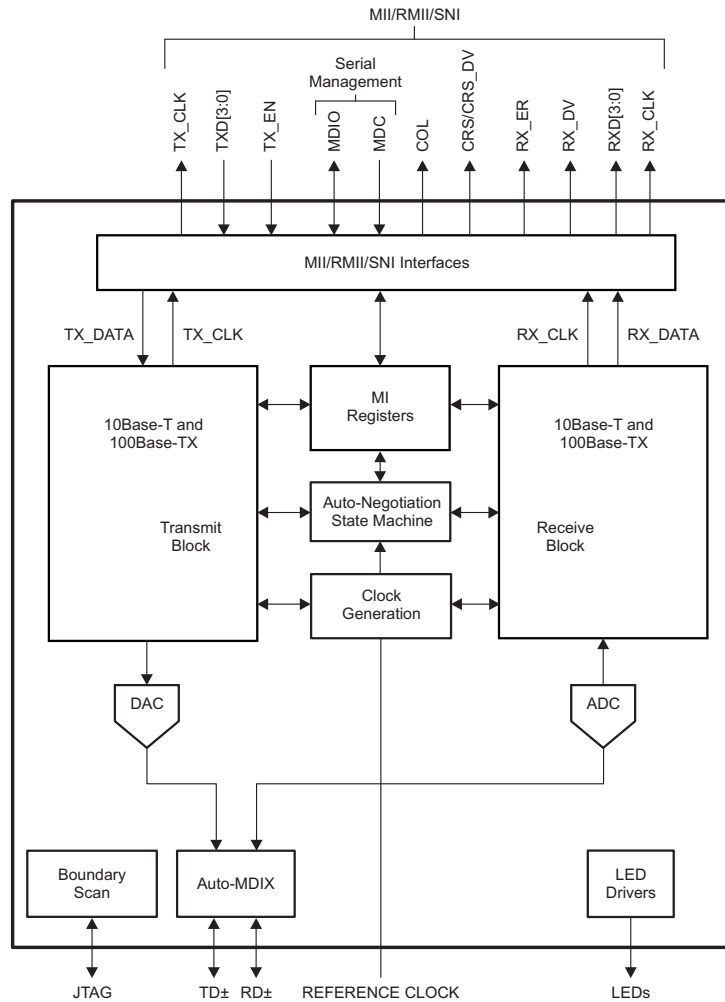 MII/RMII/SNI
Serial
Management
TX_CLK
TXD[3:0]
TX_EN
MDIO
MDC
COL
CRS/CRS_DV
RX_ER
RX_DV
RXD[3:0]
RX_CLK
MII/RMII/SNI Interfaces
TX_DATA
TX_CLK
RX_CLK
RX_DATA
10Base-T and
100Base-TX
Transmit
Block
MI
Registers
Auto-Negotiation
State Machine
Clock
Generation
10Base-T and
100Base-TX
Receive
Block
DAC
ADC
Boundary
Scan
Auto-MDIX
LED
Drivers
JTAG
TD±
RD±
REFERENCE CLOCK
LEDs